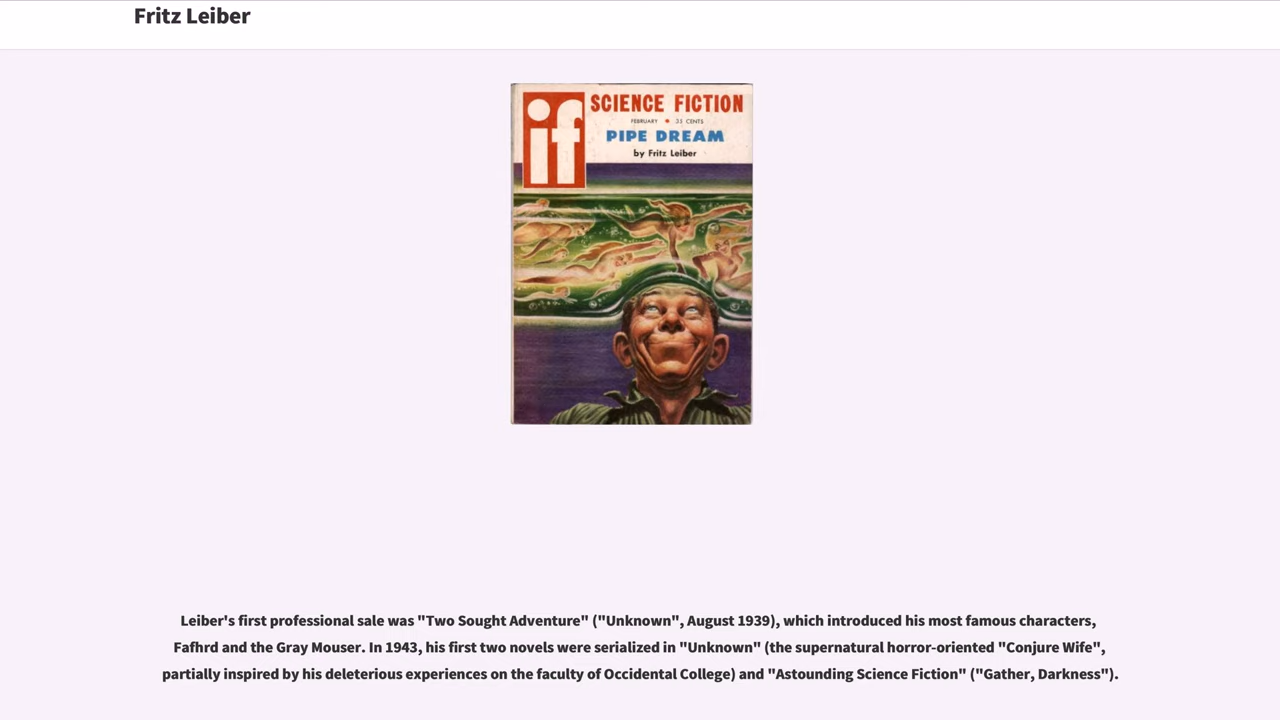 Fritz Leiber
if
SCIENCE FICTION
FEBRUARY • 35 CENTS
PIPE DREAM
by Fritz Leiber
Leiber's first professional sale was "Two Sought Adventure" ("Unknown", August 1939), which introduced his most famous characters,
Fafhrd and the Gray Mouser. In 1943, his first two novels were serialized in "Unknown" (the supernatural horror-oriented "Conjure Wife",
partially inspired by his deleterious experiences on the faculty of Occidental College) and "Astounding Science Fiction" ("Gather, Darkness").